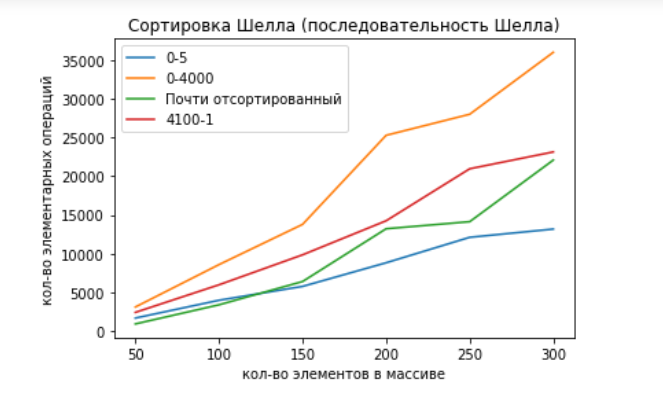 Сортировка Шелла (последовательность Шелла)
0-5
0-4000
Почти отсортированный
4100-1
35000
30000
25000
20000
15000
10000
5000
0
кол-во элементарных операций
50 100 150 200 250 300
кол-во элементов в массиве